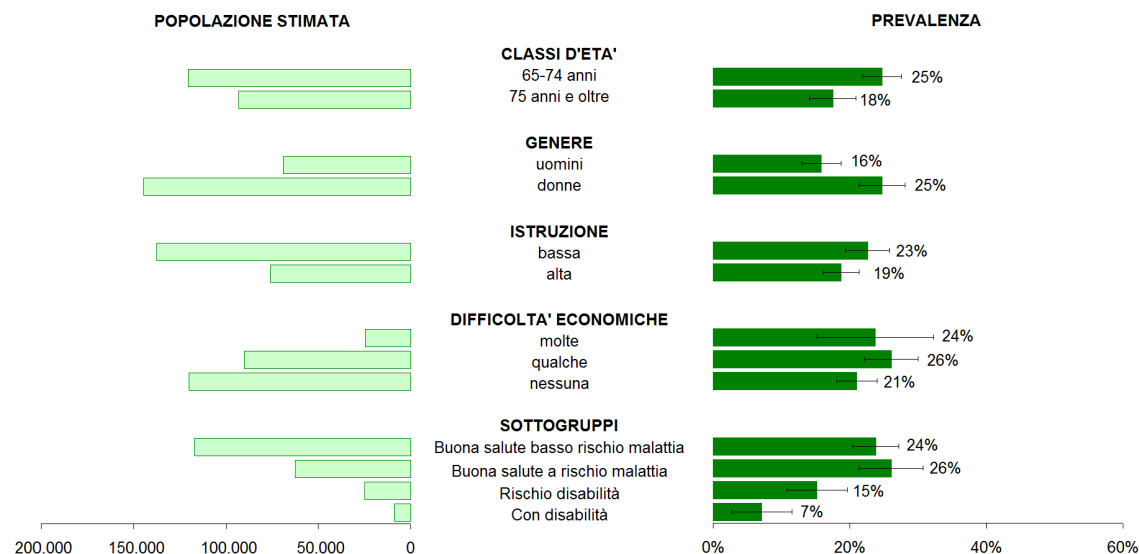 POPOLAZIONE STIMATA
PREVALENZA
CLASSI D'ETA'
65-74 anni
25%
75 anni e oltre
18%
GENERE
uomini
16%
donne
25%
ISTRUZIONE
bassa
23%
alta
19%
DIFFICOLTA' ECONOMICHE
molte
24%
qualche
26%
nessuna
21%
SOTTOGRUPPI
Buona salute basso rischio malattia
24%
Buona salute a rischio malattia
26%
Rischio disabilità
15%
Con disabilità
7%
200.000 150.000 100.000 50.000 0
0% 20% 40% 60%